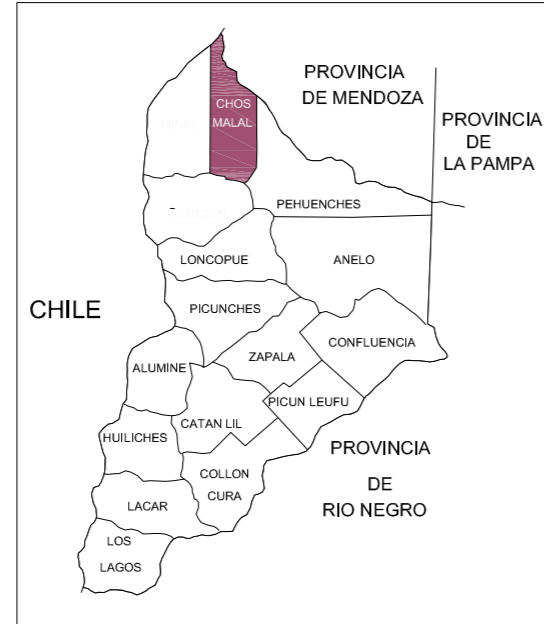 PROVINCIA
DE MENDOZA
CHOS
MALAL
PROVINCIA
DE
LA PAMPA
MINAS
PEHUENCHES
LONCOPUE
ANELO
PICUNCHES
CHILE
CONFLUENCIA
ZAPALA
ALUMINE
PICUN LEUFU
CATAN LIL
HUILICHES
PROVINCIA
DE
RIO NEGRO
COLLON
CURA
LACAR
LOS
LAGOS